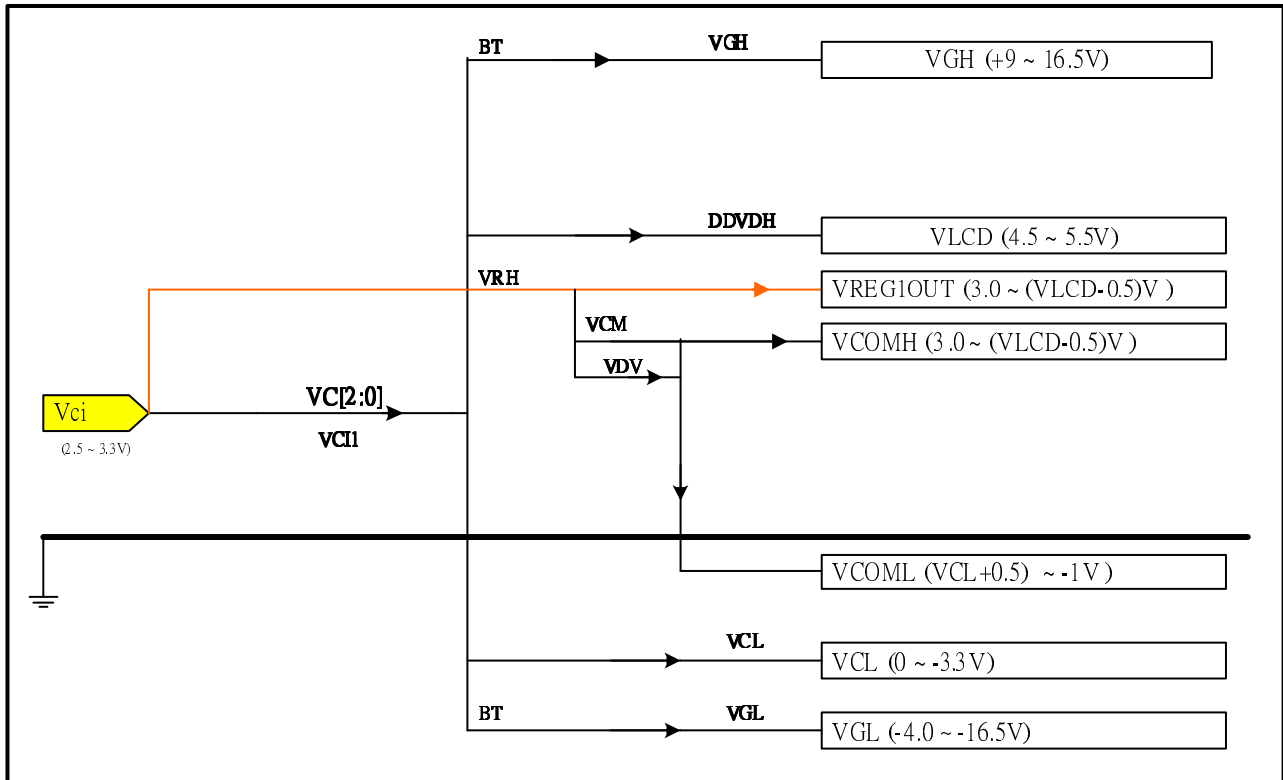 BT VGH VGH (+9 ~ 16.5V)
DDVDH VLCD (4.5 ~ 5.5V)
VRH VREG1OUT (3.0 ~ (VLCD-0.5)V )
VCM VCOMH (3.0 ~ (VLCD-0.5)V )
VDV
Vci VC[2:0]
(2.5 ~ 3.3V) VCI1
VCOML (VCL+0.5) ~ -1V )
VCL VCL (0 ~ -3.3V)
BT VGL VGL (-4.0 ~ -16.5V)